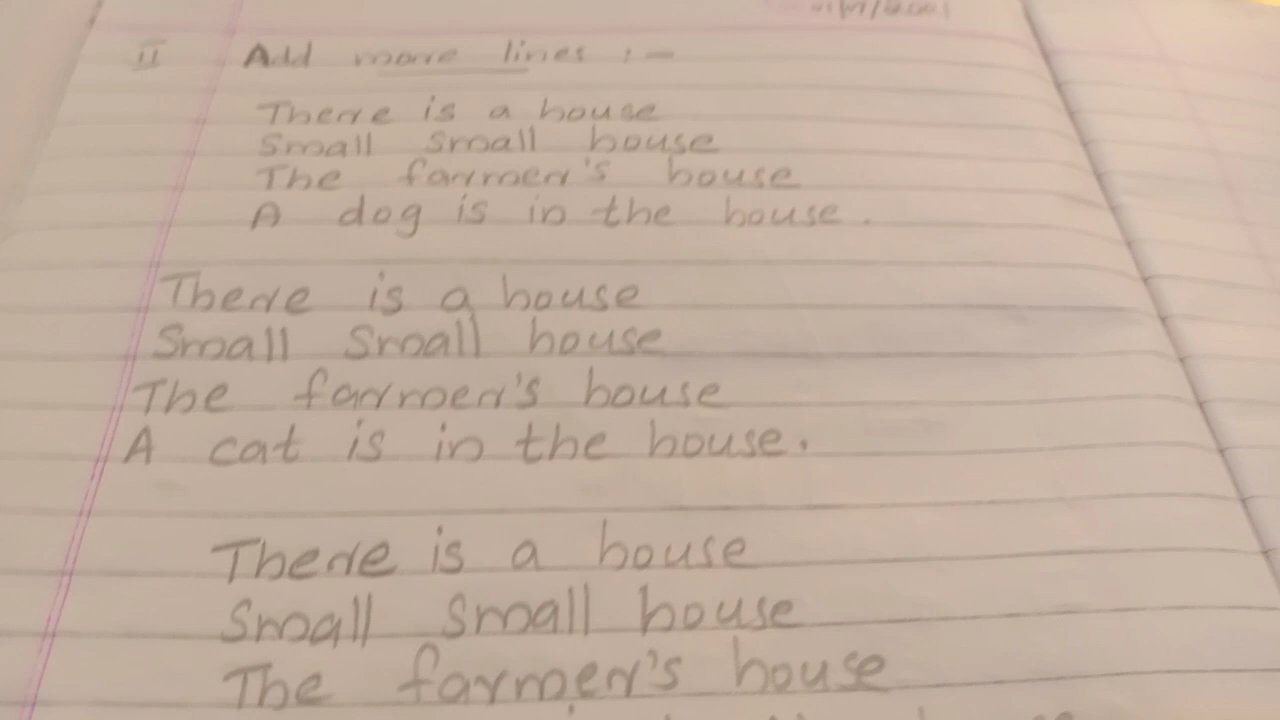 ii Add more lines :-
There is a house
Small small house
The farmer's house
A dog is in the house.
There is a house
Small small house
The farmer's house
A cat is in the house.
There is a house
Small small house
The farmer's house